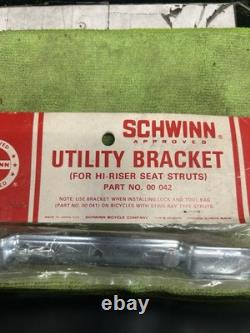 SCHWINN®
APPROVED
UTILITY BRACKET
(FOR HI-RISER SEAT STRUTS)
PART NO. 00 042
NOTE: USE BRACKET WHEN INSTALLING LOCK AND TOOL BAG
(PART NO. 00 041) ON BICYCLES WITH STING-RAY TYPE STRUTS.
SCHWINN BICYCLE COMPANY